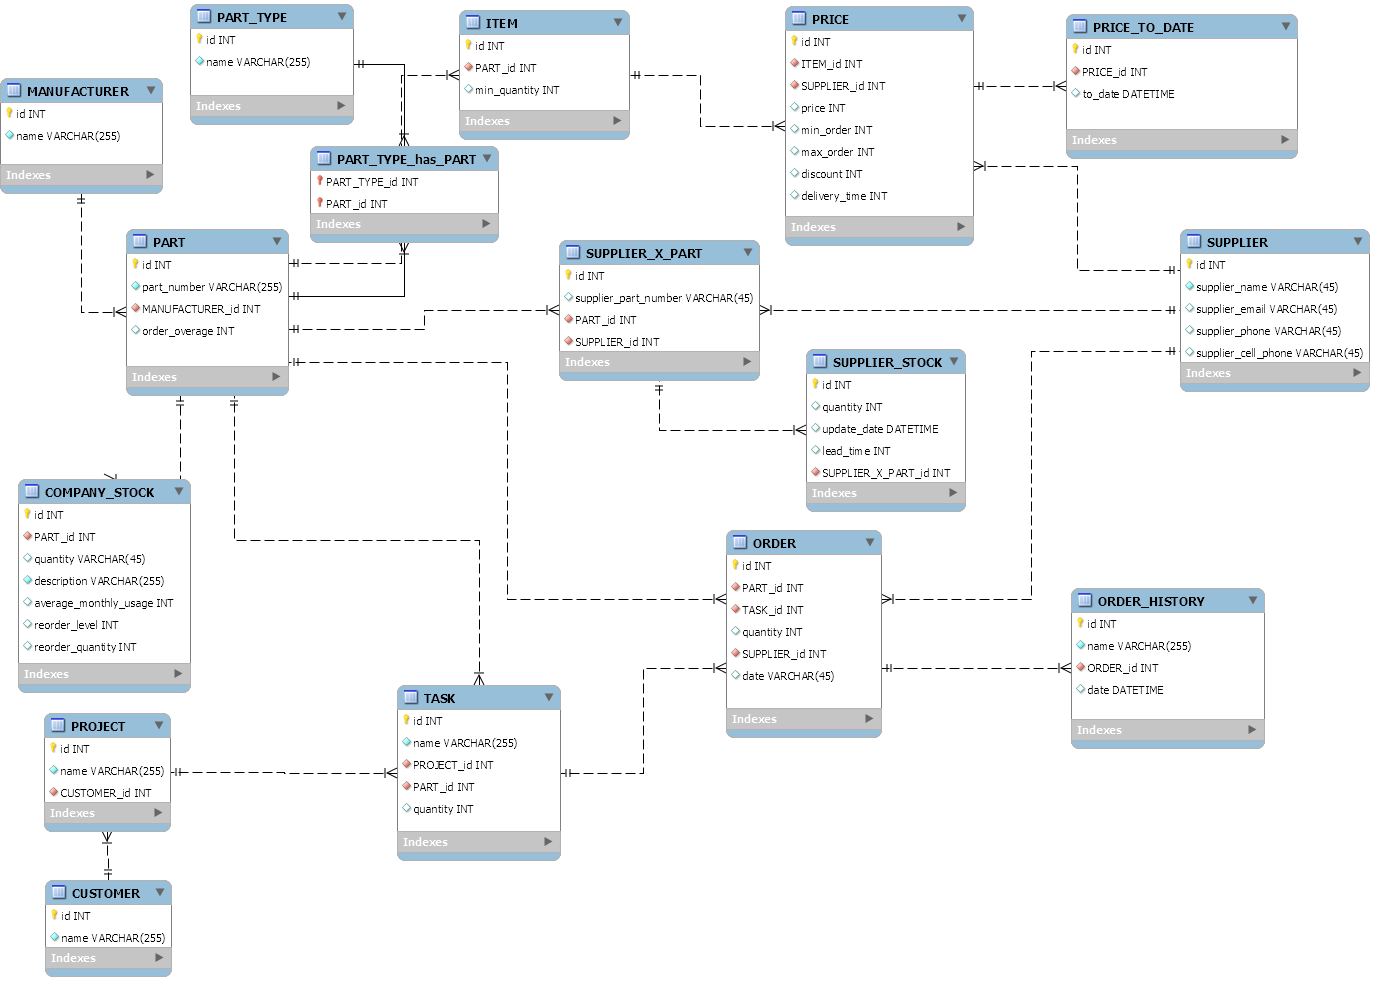 PART_TYPE
id INT
name VARCHAR(255)
Indexes
ITEM
id INT
PART_id INT
min_quantity INT
Indexes
PRICE
id INT
ITEM_id INT
SUPPLIER_id INT
price INT
min_order INT
max_order INT
discount INT
delivery_time INT
Indexes
PRICE_TO_DATE
id INT
PRICE_id INT
to_date DATETIME
Indexes
MANUFACTURER
id INT
name VARCHAR(255)
Indexes
PART_TYPE_has_PART
PART_TYPE_id INT
PART_id INT
Indexes
PART
id INT
part_number VARCHAR(255)
MANUFACTURER_id INT
order_overage INT
Indexes
SUPPLIER_X_PART
id INT
supplier_part_number VARCHAR(45)
PART_id INT
SUPPLIER_id INT
Indexes
SUPPLIER
id INT
supplier_name VARCHAR(45)
supplier_email VARCHAR(45)
supplier_phone VARCHAR(45)
supplier_cell_phone VARCHAR(45)
Indexes
SUPPLIER_STOCK
id INT
quantity INT
update_date DATETIME
lead_time INT
SUPPLIER_X_PART_id INT
Indexes
COMPANY_STOCK
id INT
PART_id INT
quantity VARCHAR(45)
description VARCHAR(255)
average_monthly_usage INT
reorder_level INT
reorder_quantity INT
Indexes
ORDER
id INT
PART_id INT
TASK_id INT
quantity INT
SUPPLIER_id INT
date VARCHAR(45)
Indexes
ORDER_HISTORY
id INT
name VARCHAR(255)
ORDER_id INT
date DATETIME
Indexes
TASK
id INT
name VARCHAR(255)
PROJECT_id INT
PART_id INT
quantity INT
Indexes
PROJECT
id INT
name VARCHAR(255)
CUSTOMER_id INT
Indexes
CUSTOMER
id INT
name VARCHAR(255)
Indexes